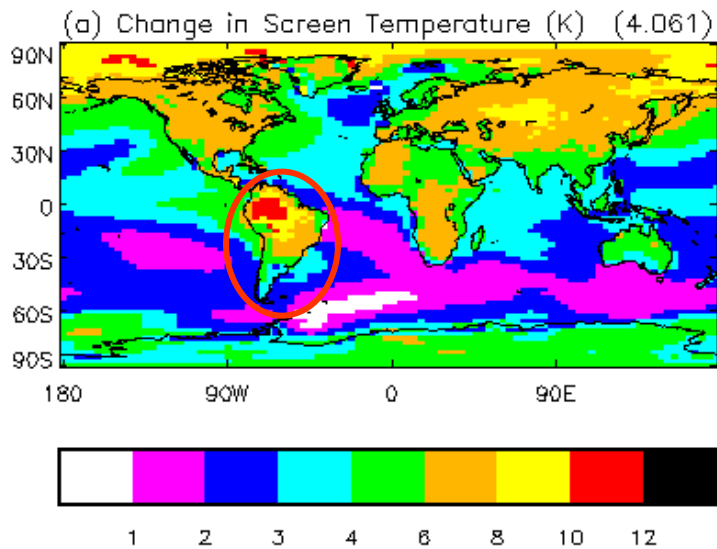 (a) Change in Screen Temperature (K) (4.061)
90N
60N
30N
0
30S
60S
90S
180 90W 0 90E
1 2 3 4 6 8 10 12